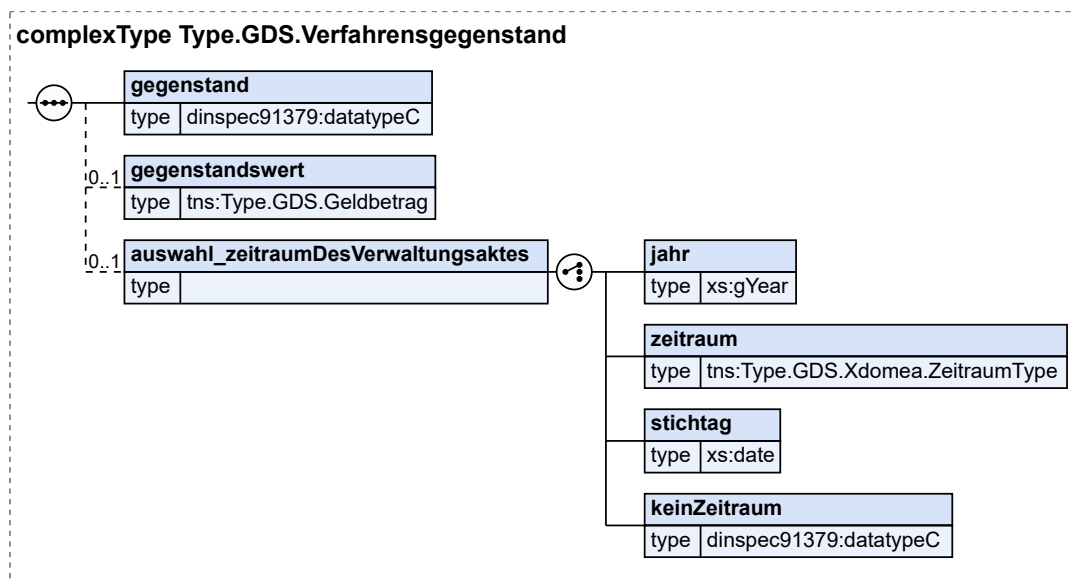 complexType Type.GDS.Verfahrensgegenstand
gegenstand
type dinspec91379:datatypeC
0..1 gegenstandswert
type tns:Type.GDS.Geldbetrag
0..1 auswahl_zeitraumDesVerwaltungsaktes
type
jahr
type xs:gYear
zeitraum
type tns:Type.GDS.Xdomea.ZeitraumType
stichtag
type xs:date
keinZeitraum
type dinspec91379:datatypeC